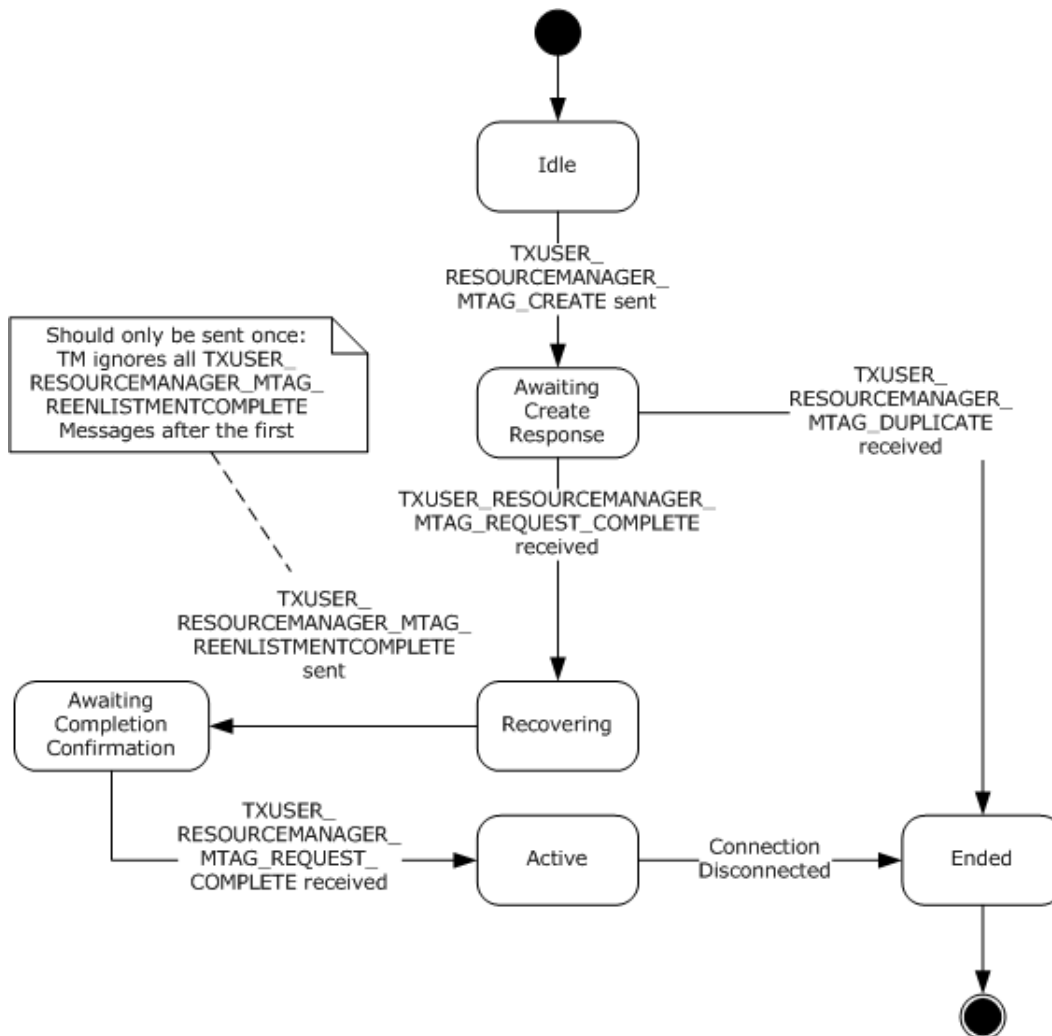 Idle
TXUSER_
RESOURCEMANAGER_
MTAG_CREATE sent
Should only be sent once:
TM ignores all TXUSER_
RESOURCEMANAGER_MTAG_
REENLISTMENTCOMPLETE
Messages after the first
Awaiting
Create
Response
TXUSER_
RESOURCEMANAGER_
MTAG_DUPLICATE
received
TXUSER_RESOURCEMANAGER_
MTAG_REQUEST_COMPLETE
received
TXUSER_
RESOURCEMANAGER_MTAG_
REENLISTMENTCOMPLETE
sent
Awaiting
Completion
Confirmation
Recovering
TXUSER_
RESOURCEMANAGER_
MTAG_REQUEST_
COMPLETE received
Active
Connection
Disconnected
Ended